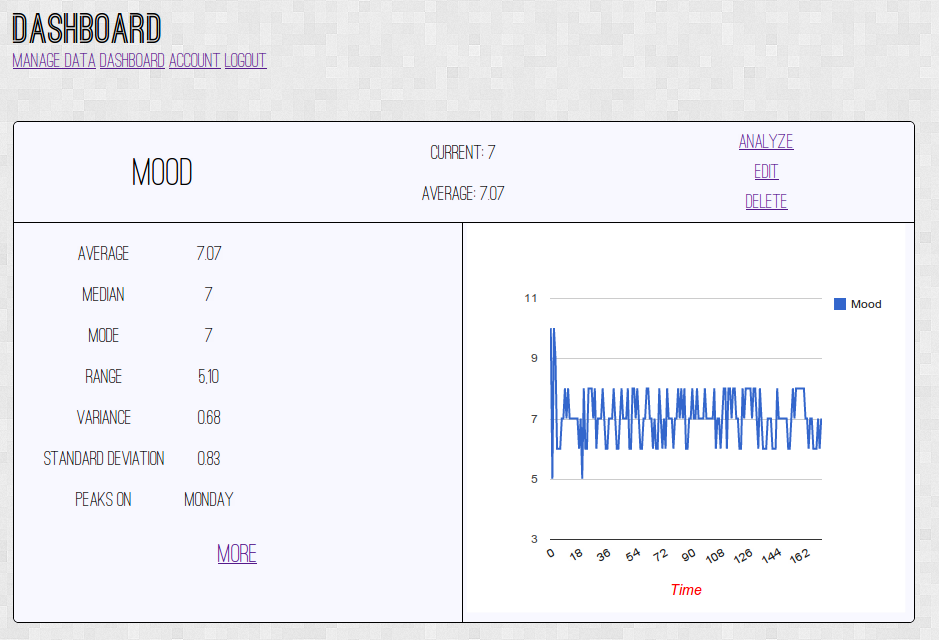 DASHBOARD
MANAGE DATA DASHBOARD ACCOUNT LOGOUT
MOOD
CURRENT: 7
AVERAGE: 7.07
ANALYZE
EDIT
DELETE
AVERAGE 7.07
MEDIAN 7
MODE 7
RANGE 5,10
VARIANCE 0.68
STANDARD DEVIATION 0.83
PEAKS ON MONDAY
MORE
11
9
7
5
3
Mood
0 18 36 54 72 90 108 126 144 162
Time